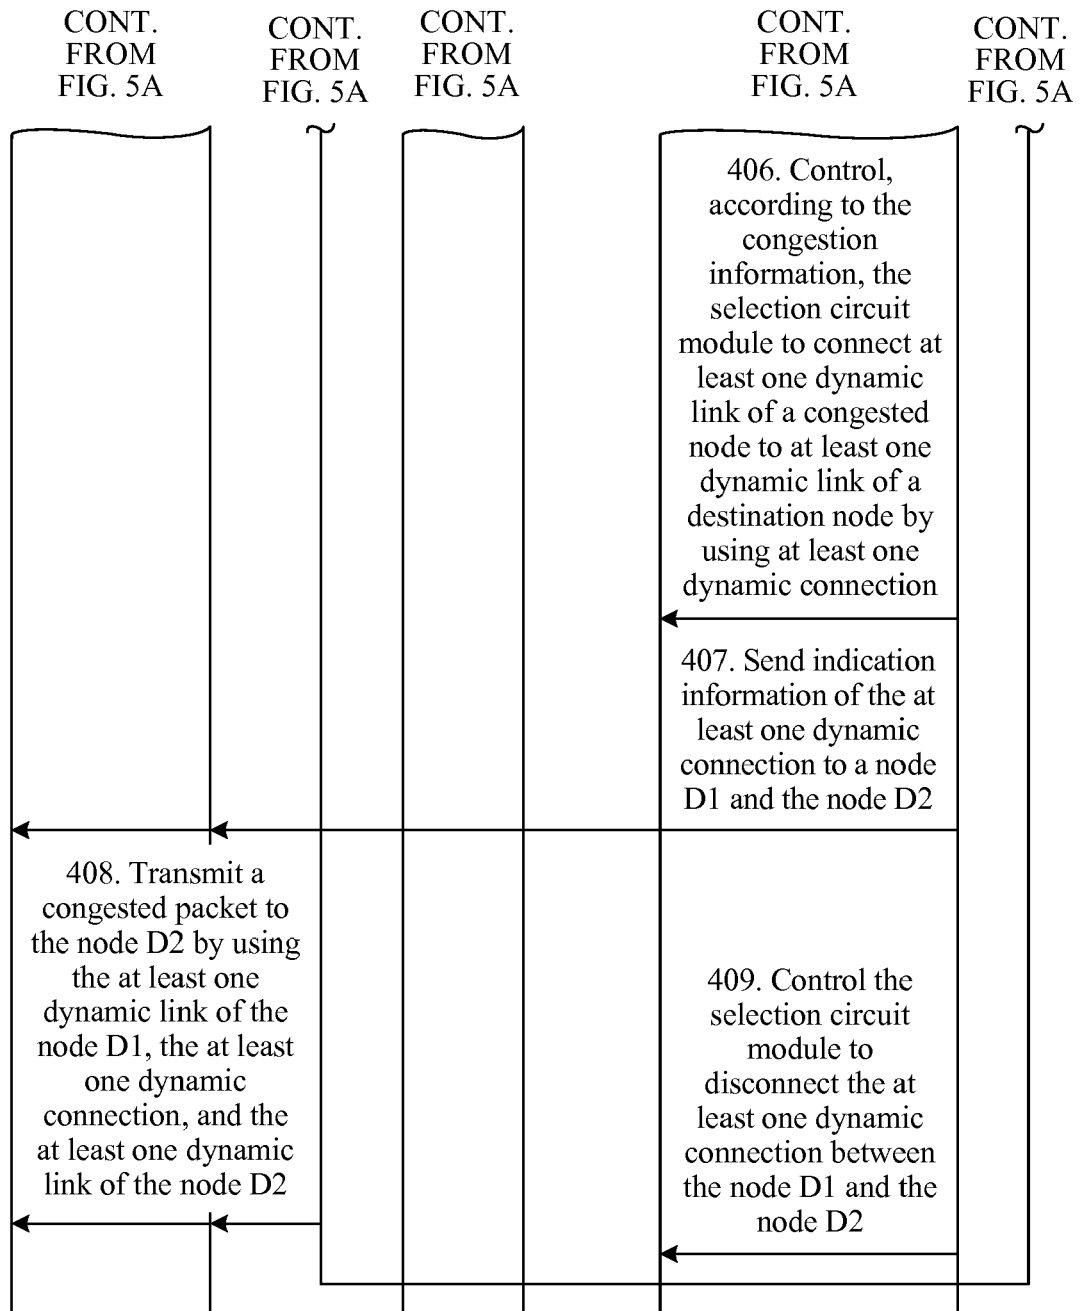 CONT.
FROM
FIG. 5A
CONT.
FROM
FIG. 5A
CONT.
FROM
FIG. 5A
CONT.
FROM
FIG. 5A
CONT.
FROM
FIG. 5A
406. Control,
according to the
congestion
information, the
selection circuit
module to connect at
least one dynamic
link of a congested
node to at least one
dynamic link of a
destination node by
using at least one
dynamic connection
407. Send indication
information of the at
least one dynamic
connection to a node
D1 and the node D2
408. Transmit a
congested packet to
the node D2 by using
the at least one
dynamic link of the
node D1, the at least
one dynamic
connection, and the
at least one dynamic
link of the node D2
409. Control the
selection circuit
module to
disconnect the at
least one dynamic
connection between
the node D1 and the
node D2